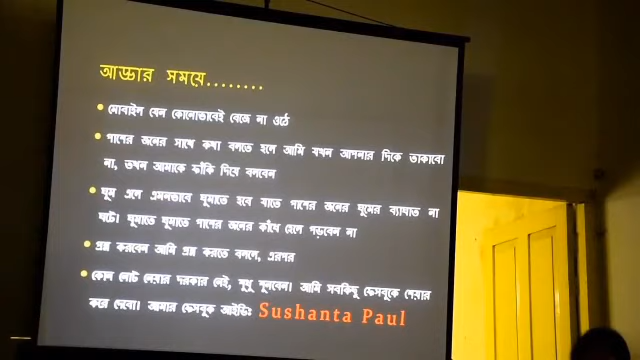 আড্ডার সময়ে........
• মোবাইল যেন কোনোভাবেই বেজে না ওঠে
• পাশের জনের সাথে কথা বলতে হলে আমি যখন আপনার দিকে তাকাবো
না, তখন আমাকে ফাঁকি দিয়ে বলবেন
• ঘুম এলে এমনভাবে ঘুমাতে হবে যাতে পাশের জনের ঘুমের ব্যাঘাত না
ঘটে। ঘুমাতে ঘুমাতে পাশের জনের কাঁধে হেলে পড়বেন না
• প্রশ্ন করবেন আমি প্রশ্ন করতে বললে, এরপর
• কোন নোট নেয়ার দরকার নেই, শুধু শুনবেন। আমি সবকিছু ফেসবুকে শেয়ার
করে দেবো। আমার ফেসবুক আইডিঃ Sushanta Paul